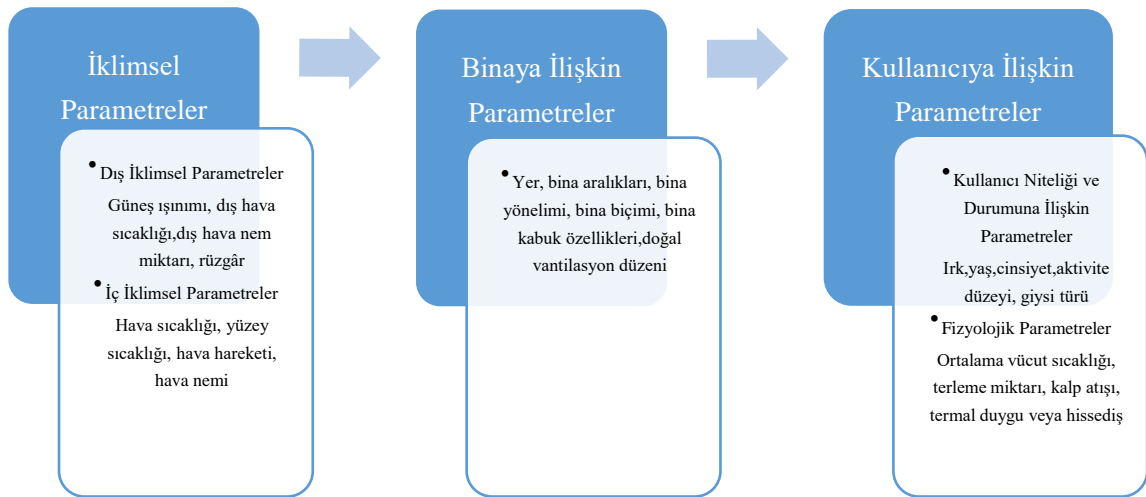 İklimsel
Parametreler
• Dış İklimsel Parametreler
Güneş ışınımı, dış hava
sıcaklığı,dış hava nem
miktarı, rüzgâr
• İç İklimsel Parametreler
Hava sıcaklığı, yüzey
sıcaklığı, hava hareketi,
hava nemi
Binaya İlişkin
Parametreler
• Yer, bina aralıkları, bina
yönelimi, bina biçimi, bina
kabuk özellikleri,doğal
vantilasyon düzeni
Kullanıcıya İlişkin
Parametreler
• Kullanıcı Niteliği ve
Durumuna İlişkin
Parametreler
Irk,yaş,cinsiyet,aktivite
düzeyi, giysi türü
• Fizyolojik Parametreler
Ortalama vücut sıcaklığı,
terleme miktarı, kalp atışı,
termal duygu veya hissediş